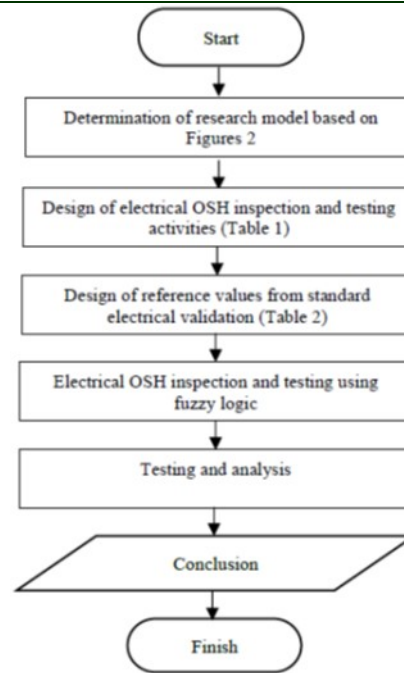 Start
Determination of research model based on
Figures 2
Design of electrical OSH inspection and testing
activities (Table 1)
Design of reference values from standard
electrical validation (Table 2)
Electrical OSH inspection and testing using
fuzzy logic
Testing and analysis
Conclusion
Finish